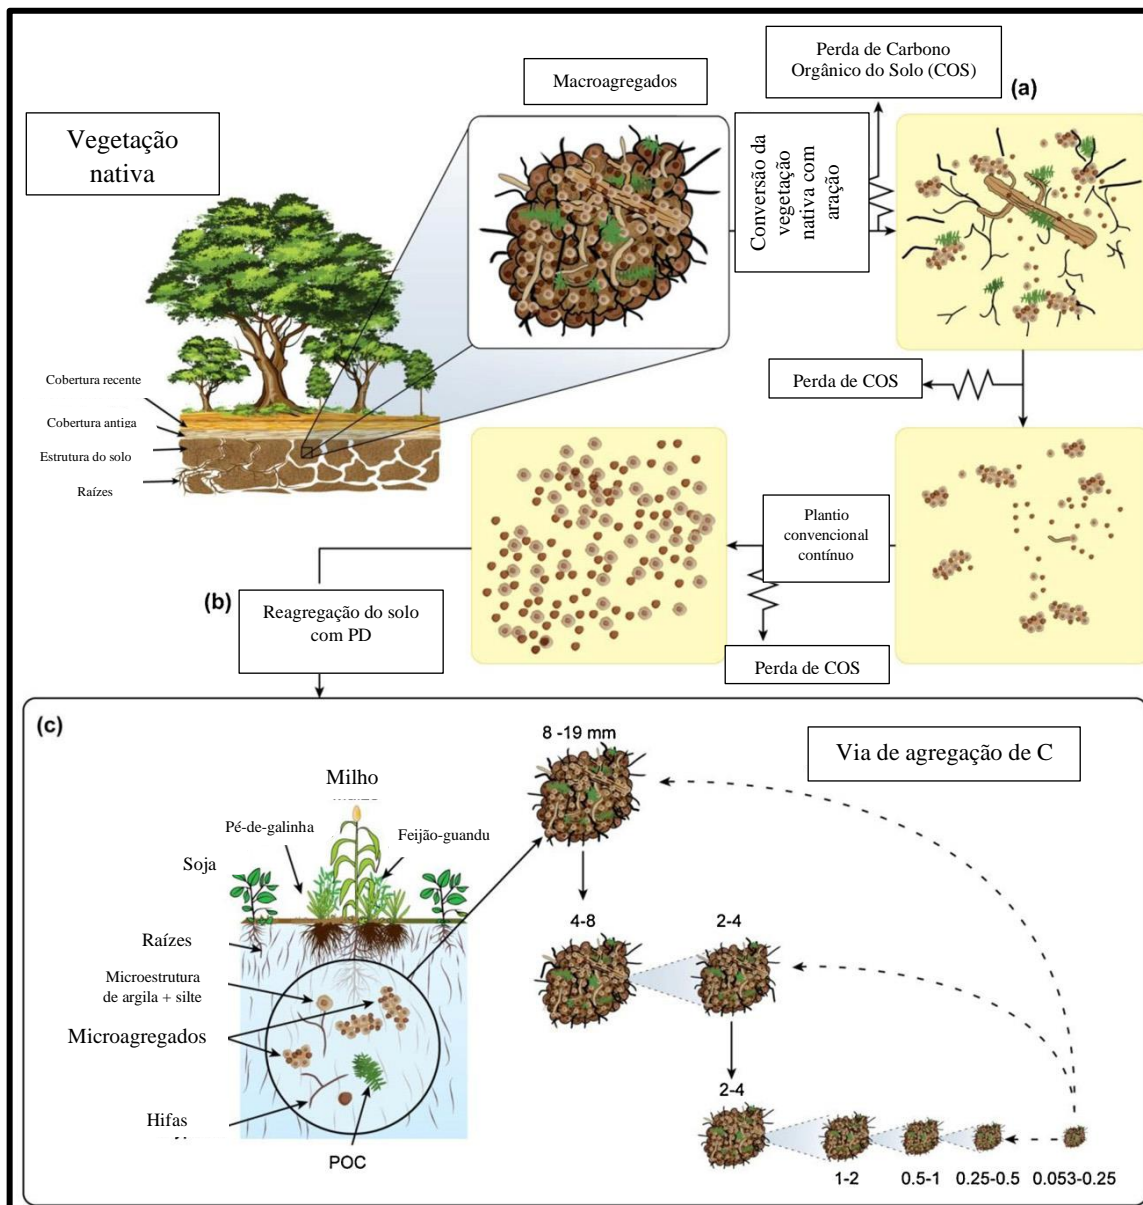 Perda de Carbono
Orgânico do Solo (COS)
(a)
Macroagregados
Vegetação
nativa
Conversão da
vegetação
nativa com
aração
Cobertura recente
Cobertura antiga
Estrutura do solo
Raízes
Perda de COS
Plantio
convencional
contínuo
(b)
Reagregação do solo
com PD
Perda de COS
(c)
8 -19 mm
Via de agregação de C
Milho
Pé-de-galinha
Feijão-guandu
Soja
4-8
2-4
Raízes
Microestrutura
de argila + silte
Microagregados
2-4
Hifas
POC
1-2
0.5-1
0.25-0.5
0.053-0.25